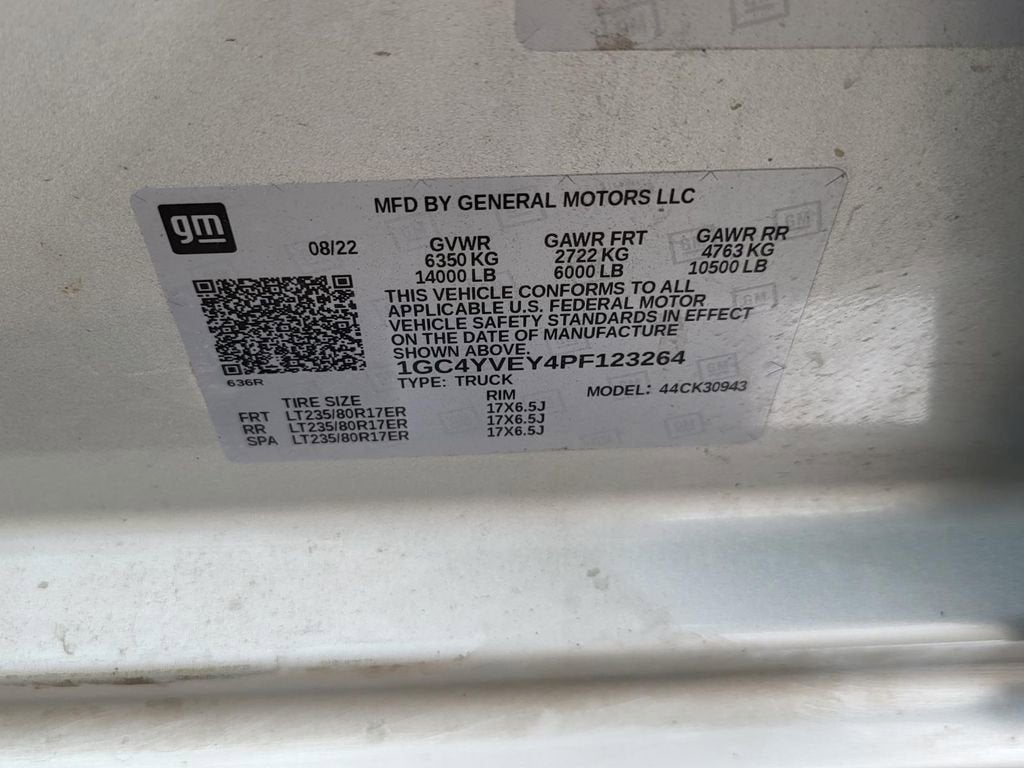 gm
MFD BY GENERAL MOTORS LLC
08/22 GVWR GAWR FRT GAWR RR
6350 KG 2722 KG 4763 KG
14000 LB 6000 LB 10500 LB
THIS VEHICLE CONFORMS TO ALL
APPLICABLE U.S. FEDERAL MOTOR
VEHICLE SAFETY STANDARDS IN EFFECT
ON THE DATE OF MANUFACTURE
SHOWN ABOVE.
1GC4YVEY4PF123264
636R
TYPE: TRUCK MODEL: 44CK30943
TIRE SIZE RIM
FRT LT235/80R17ER 17X6.5J
RR LT235/80R17ER 17X6.5J
SPA LT235/80R17ER 17X6.5J